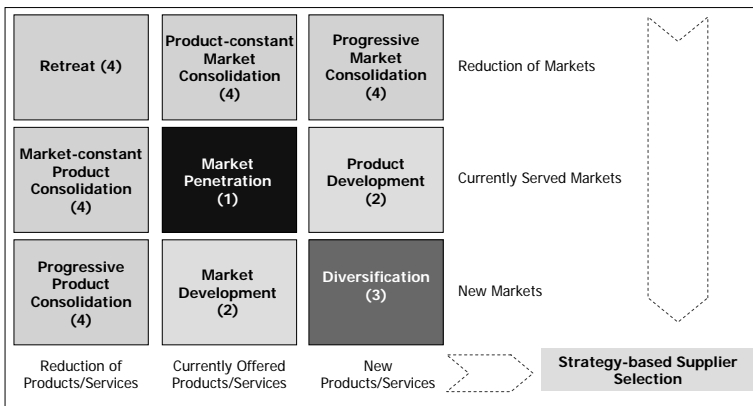 Retreat (4)
Product-constant
Market
Consolidation
(4)
Progressive
Market
Consolidation
(4)
Reduction of Markets
Market-constant
Product
Consolidation
(4)
Market
Penetration
(1)
Product
Development
(2)
Currently Served Markets
Progressive
Product
Consolidation
(4)
Market
Development
(2)
Diversification
(3)
New Markets
Reduction of
Products/Services
Currently Offered
Products/Services
New
Products/Services
Strategy-based Supplier
Selection